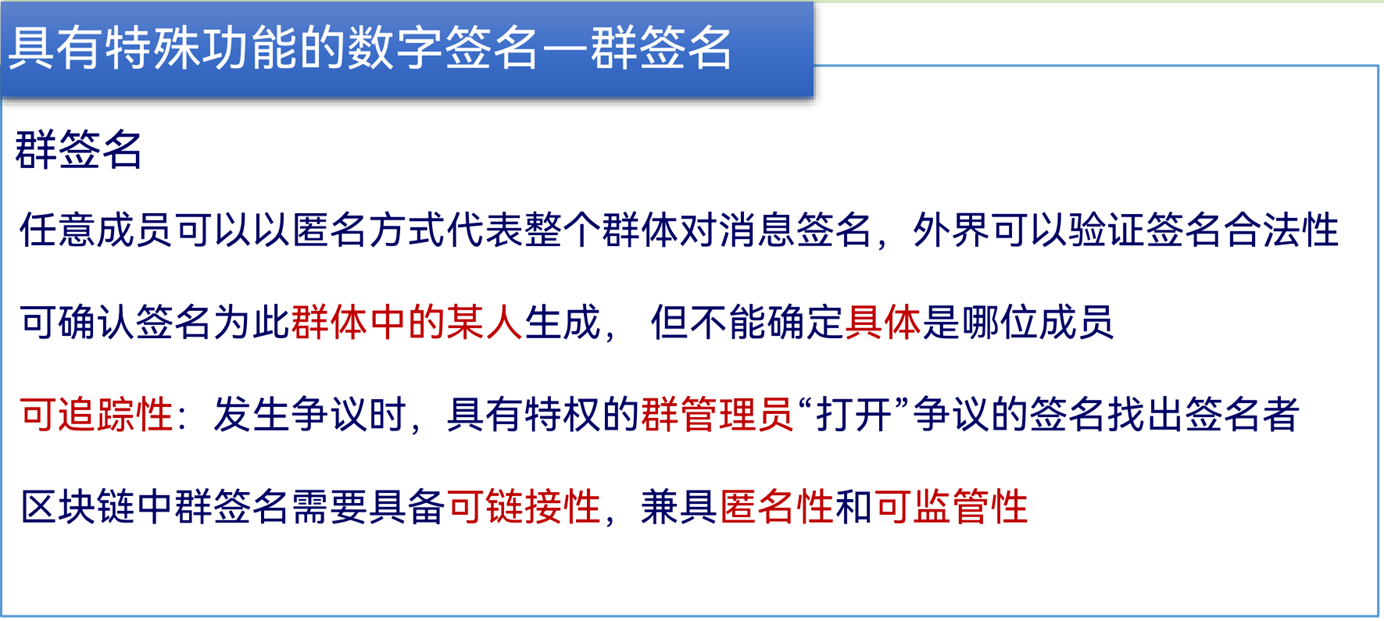 具有特殊功能的数字签名—群签名
群签名
任意成员可以以匿名方式代表整个群体对消息签名，外界可以验证签名合法性
可确认签名为此群体中的某人生成， 但不能确定具体是哪位成员
可追踪性：发生争议时，具有特权的群管理员“打开”争议的签名找出签名者
区块链中群签名需要具备可链接性，兼具匿名性和可监管性